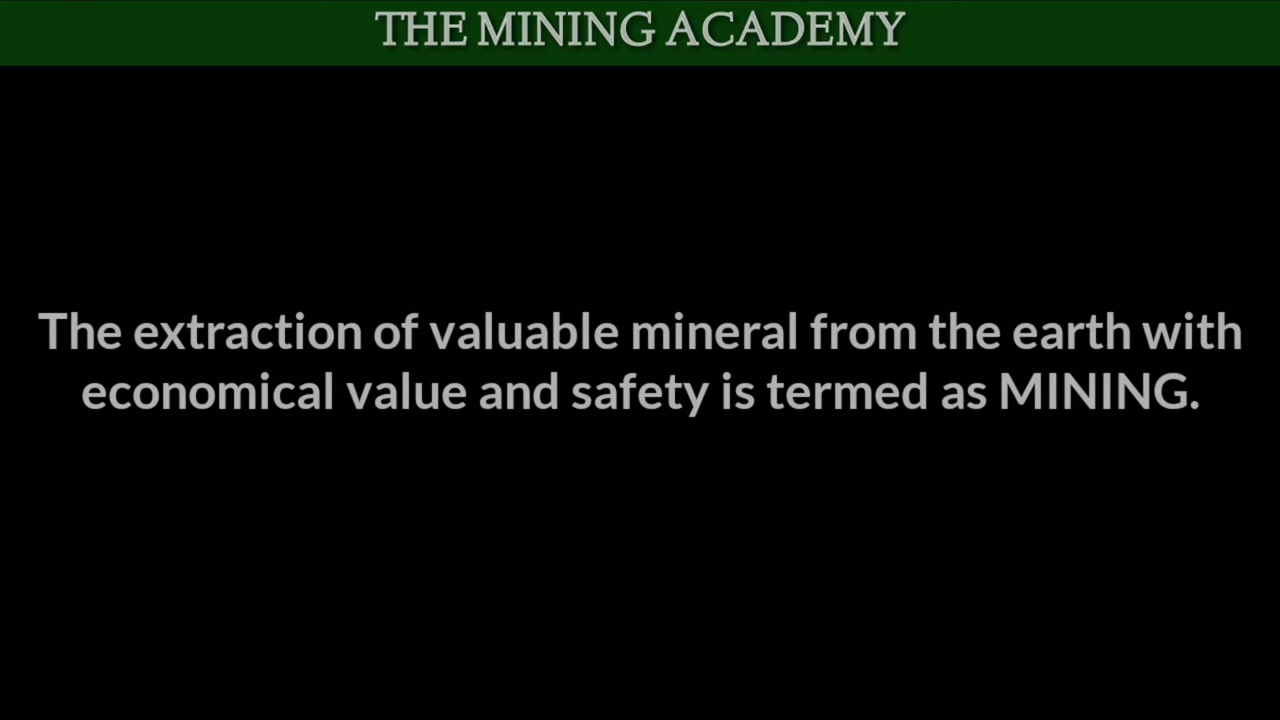 THE MINING ACADEMY
The extraction of valuable mineral from the earth with
economical value and safety is termed as MINING.